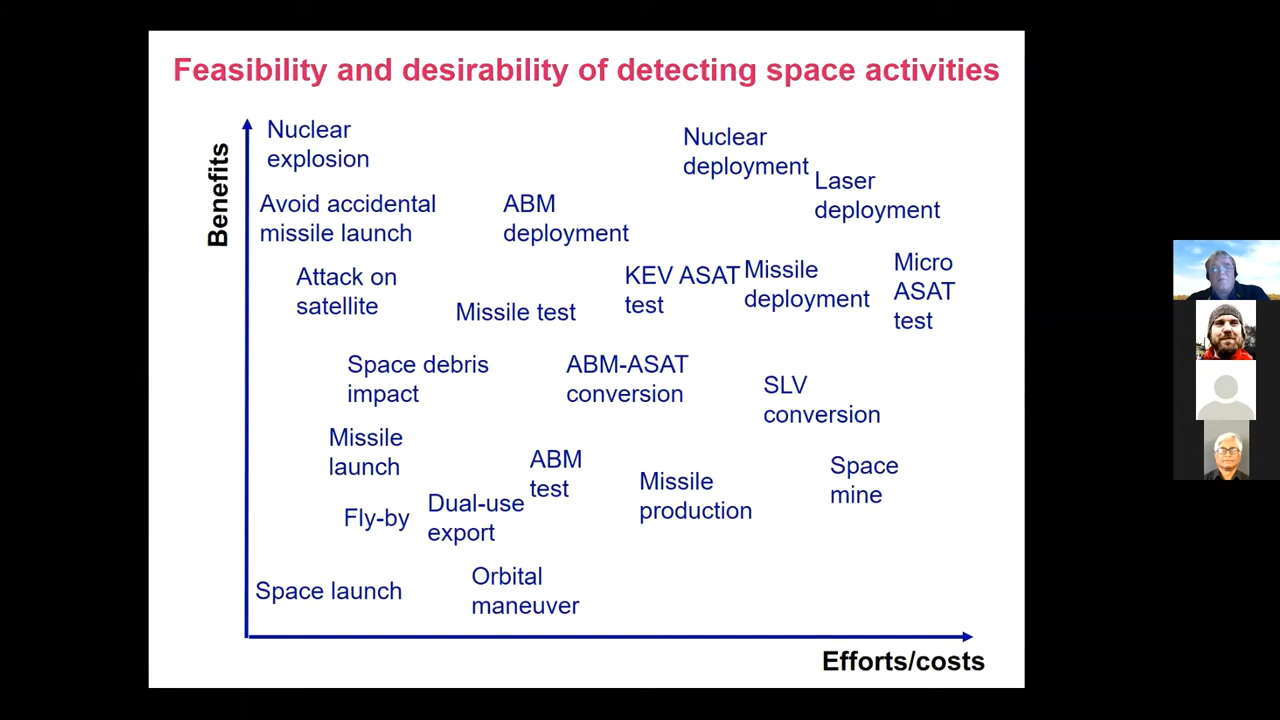 Feasibility and desirability of detecting space activities
Benefits
Nuclear
explosion
Nuclear
deployment
Laser
deployment
Avoid accidental
missile launch
ABM
deployment
Attack on
satellite
Missile test
KEV ASAT
test
Missile
deployment
Micro
ASAT
test
Space debris
impact
ABM-ASAT
conversion
SLV
conversion
Missile
launch
ABM
test
Missile
production
Space
mine
Fly-by
Dual-use
export
Space launch
Orbital
maneuver
Efforts/costs